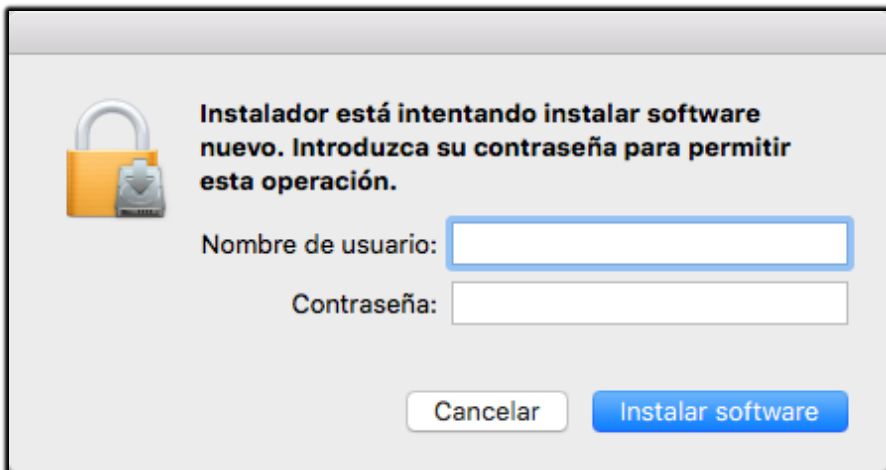 Instalador está intentando instalar software
nuevo. Introduzca su contraseña para permitir
esta operación.
Nombre de usuario:
Contraseña:
Cancelar
Instalar software